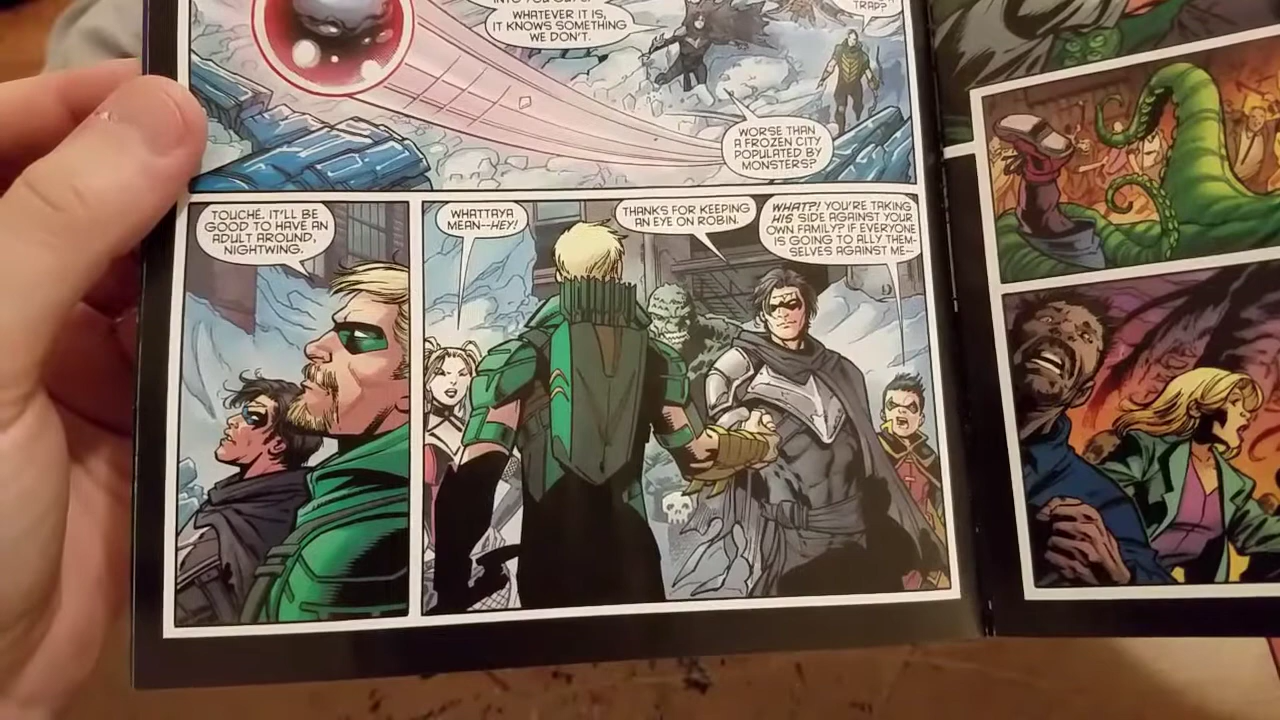 INTO YOU GUYS.
WHATEVER IT IS,
IT KNOWS SOMETHING
WE DON'T.
TRAP?
WORSE THAN
A FROZEN CITY
POPULATED BY
MONSTERS?
TOUCHÉ. IT'LL BE
GOOD TO HAVE AN
ADULT AROUND,
NIGHTWING.
WHATTAYA
MEAN--HEY!
THANKS FOR KEEPING
AN EYE ON ROBIN.
WHAT?! YOU'RE TAKING
HIS SIDE AGAINST YOUR
OWN FAMILY? IF EVERYONE
IS GOING TO ALLY THEM-
SELVES AGAINST ME--